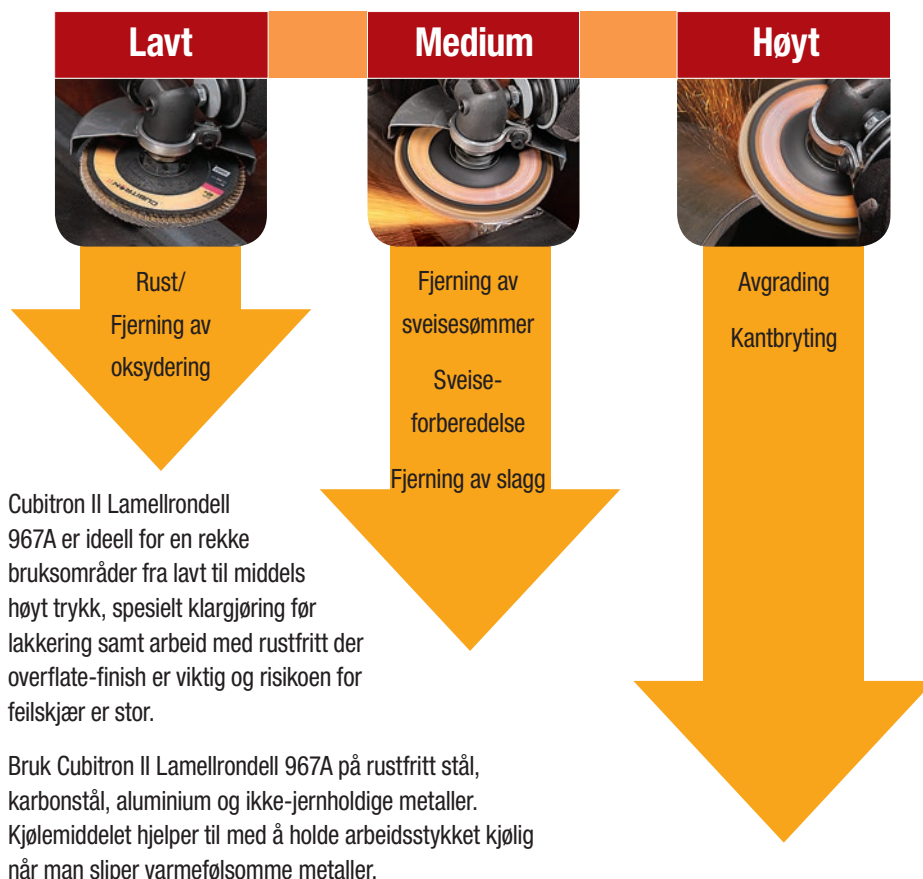 Lavt
Medium
Høyt
CUBITRON
Rust/
Fjerning av
oksydering
Fjerning av
sveisesømmer
Sveise-
forberedelse
Fjerning av slagg
Avgrading
Kantbryting
Cubitron II Lamellrondell
967A er ideell for en rekke
bruksområder fra lavt til middels
høyt trykk, spesielt klargjøring før
lakkering samt arbeid med rustfritt der
overflate-finish er viktig og risikoen for
feilskjær er stor.
Bruk Cubitron II Lamellrondell 967A på rustfritt stål,
karbonstål, aluminium og ikke-jernholdige metaller.
Kjølemiddelet hjelper til med å holde arbeidsstykket kjølig
når man sliper varmefølsomme metaller.